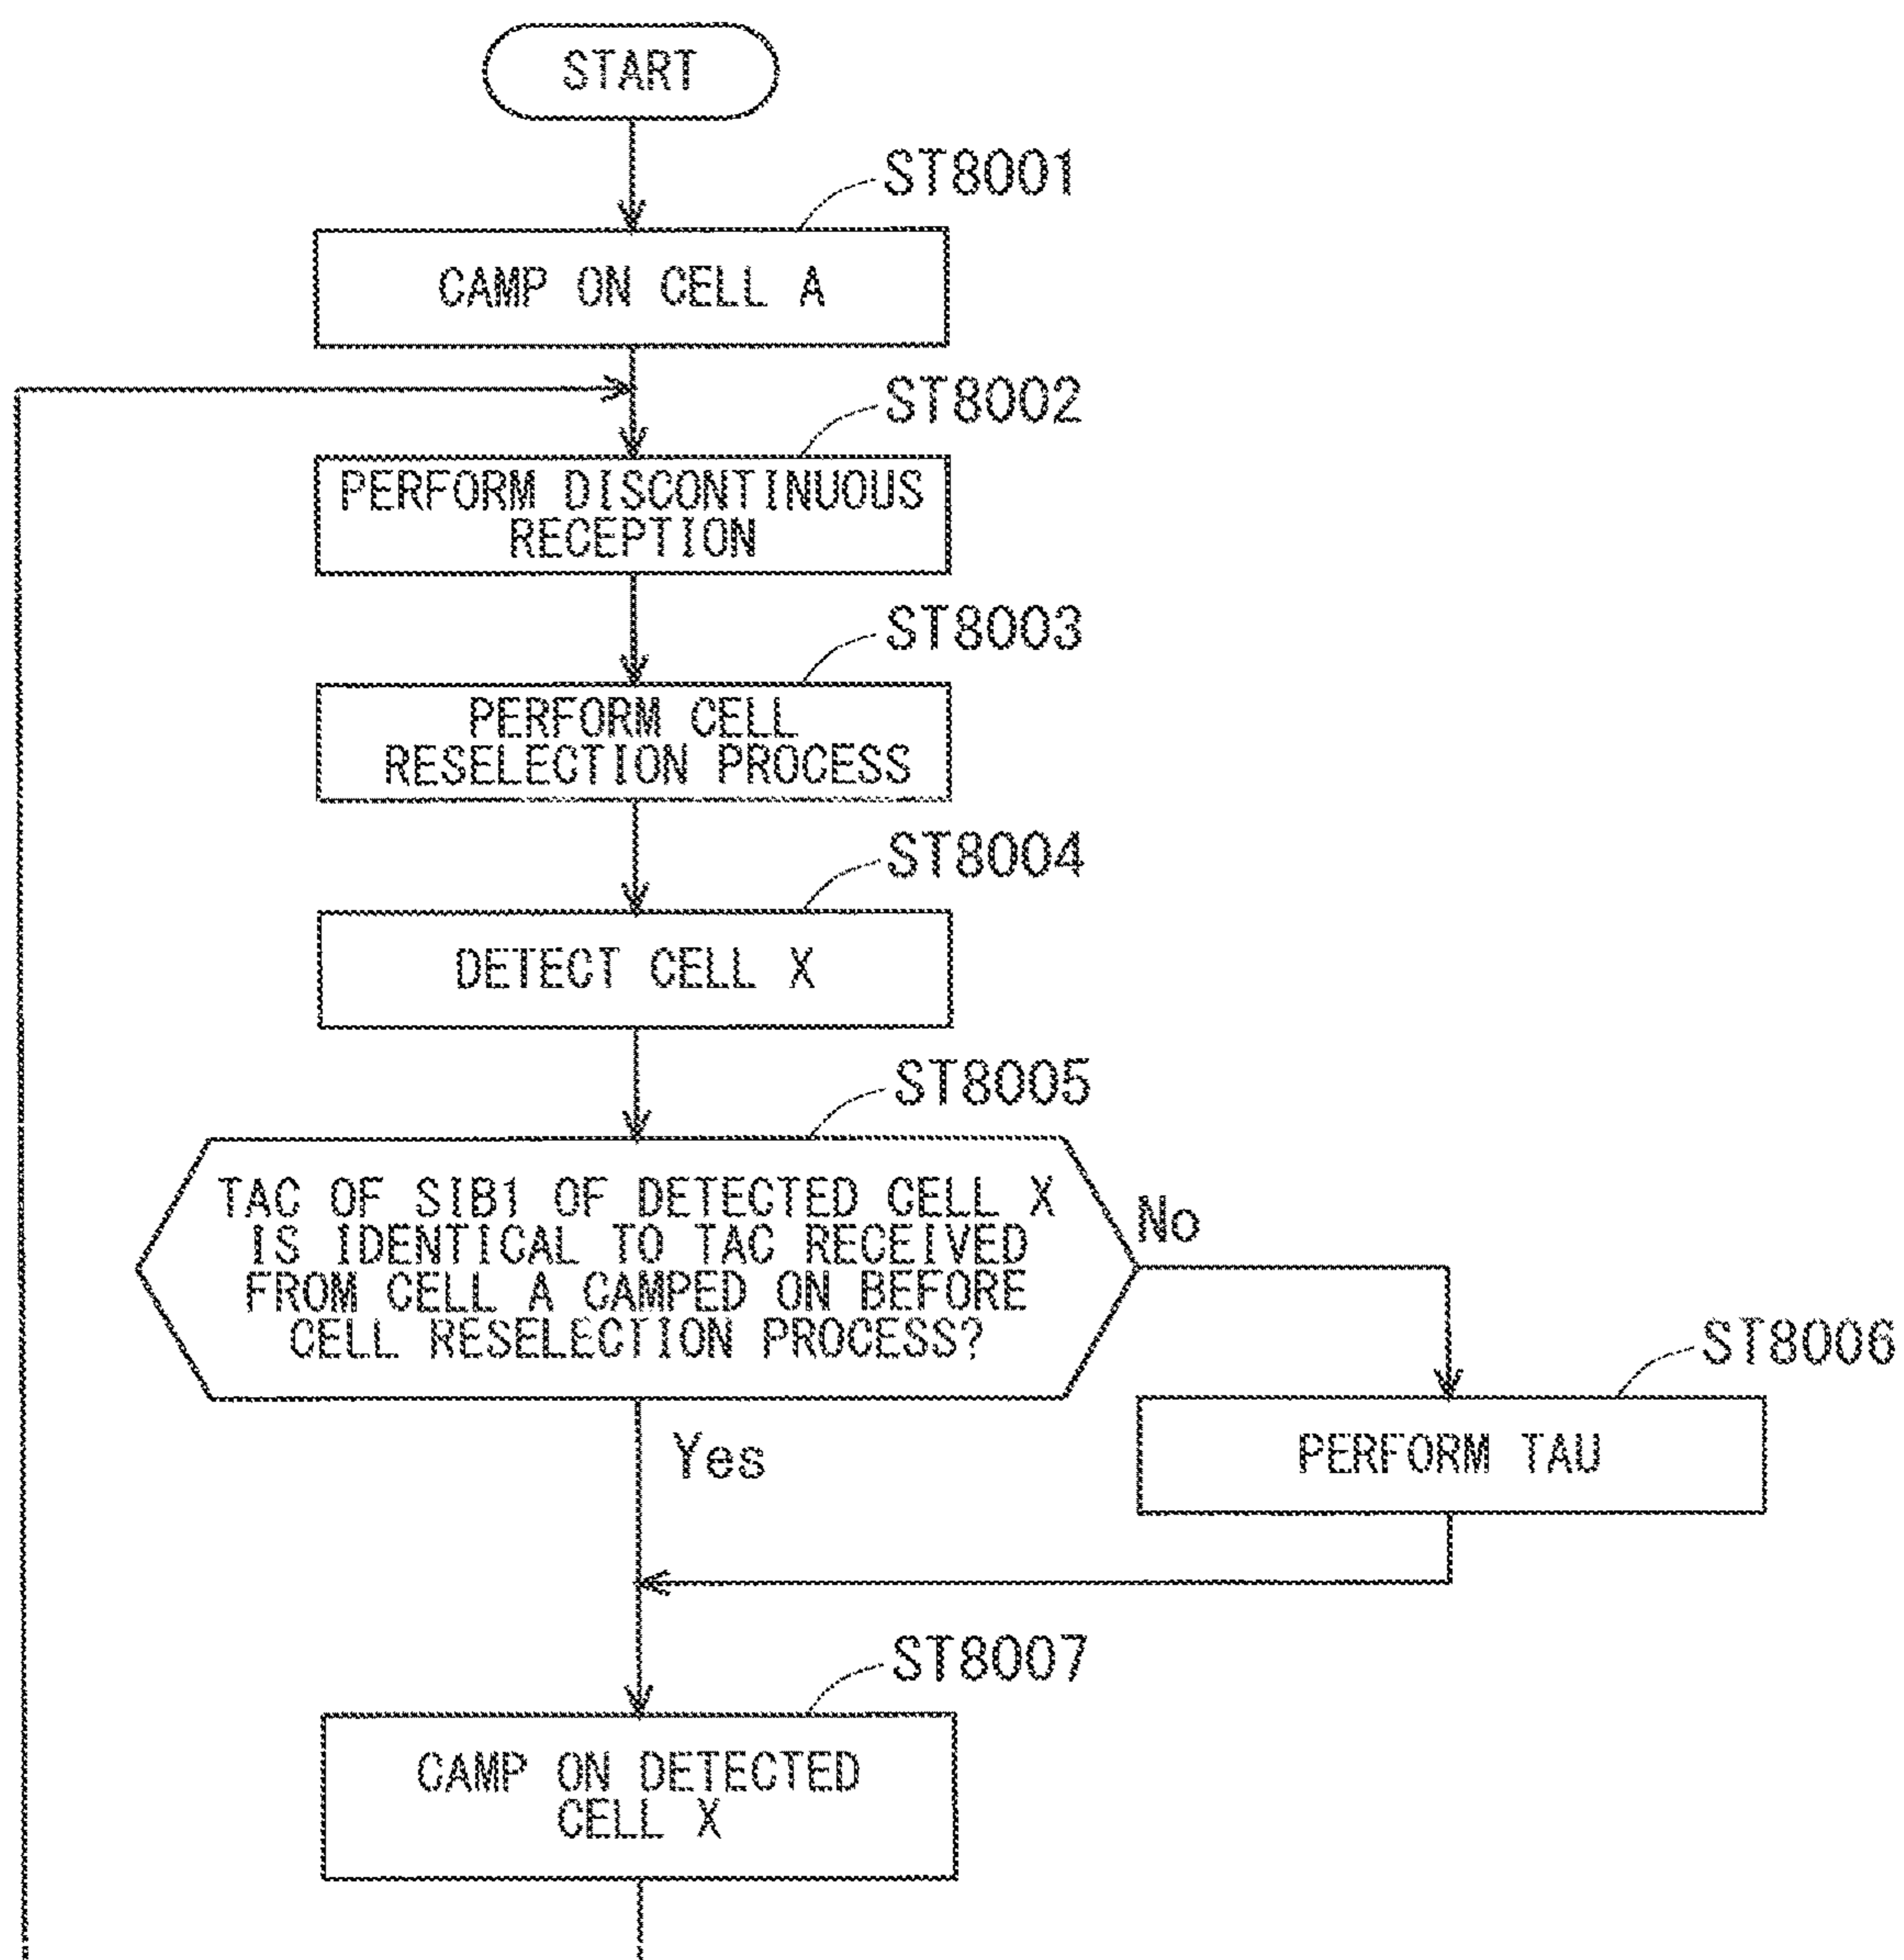 START
ST8001
CAMP ON CELL A
ST8002
PERFORM DISCONTINUOUS
RECEPTION
ST8003
PERFORM CELL
RESELECTION PROCESS
ST8004
DETECT CELL X
ST8005
TAC OF SIB1 OF DETECTED CELL X
IS IDENTICAL TO TAC RECEIVED
FROM CELL A CAMPED ON BEFORE
CELL RESELECTION PROCESS?
No
ST8006
PERFORM TAU
Yes
ST8007
CAMP ON DETECTED
CELL X